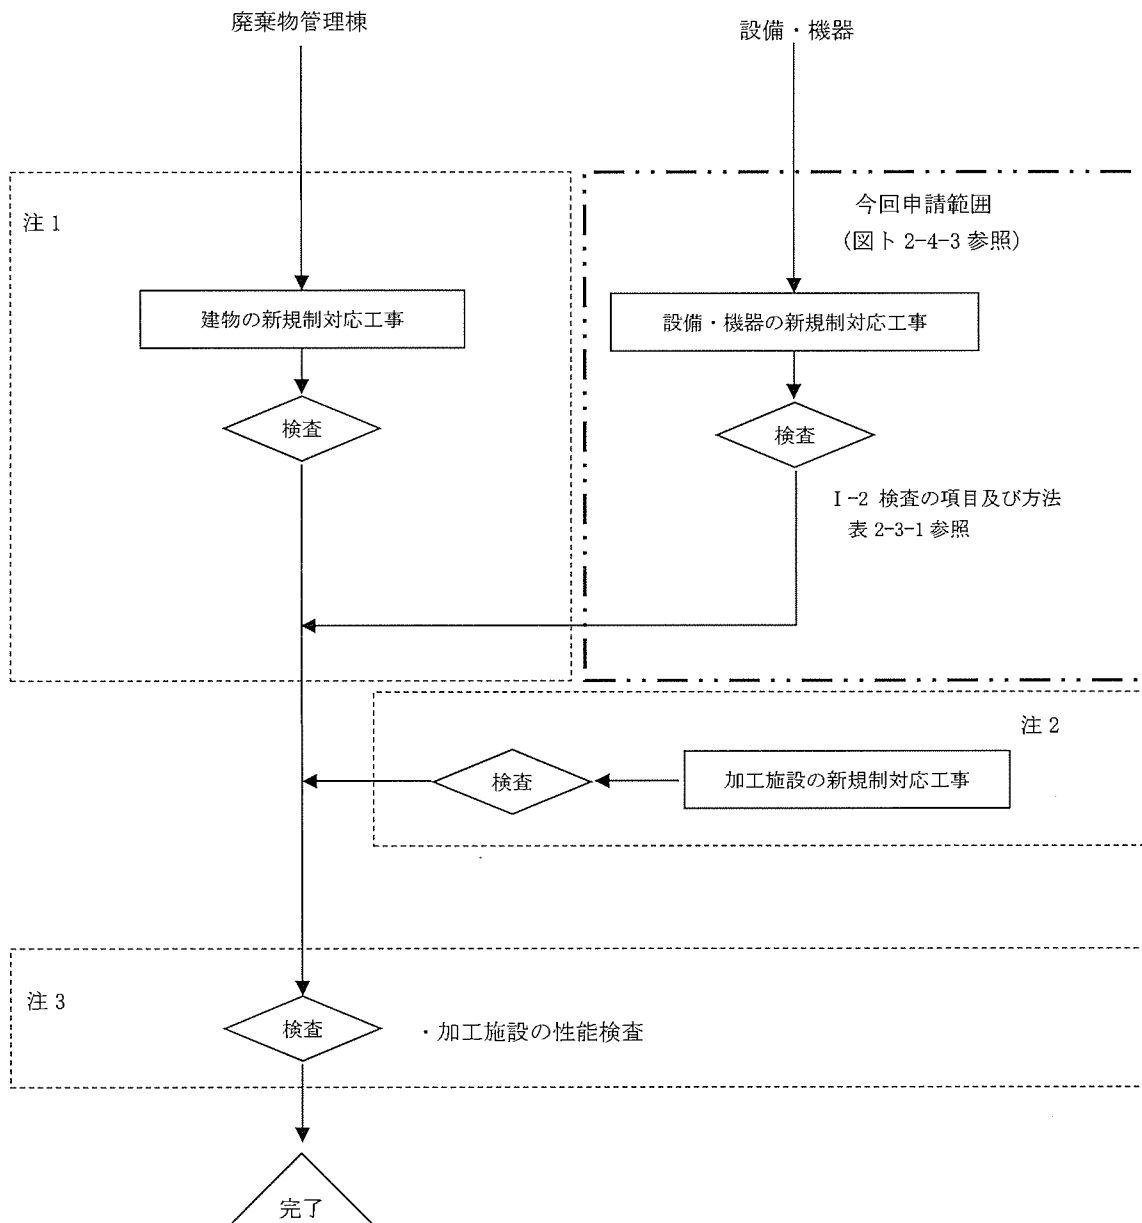 廃棄物管理棟
設備・機器
注 1
今回申請範囲
(図ト 2-4-3 参照)
建物の新規制対応工事
設備・機器の新規制対応工事
検査
検査
Ⅰ-2 検査の項目及び方法
表 2-3-1 参照
注 2
検査
加工施設の新規制対応工事
注 3
検査
・加工施設の性能検査
完了